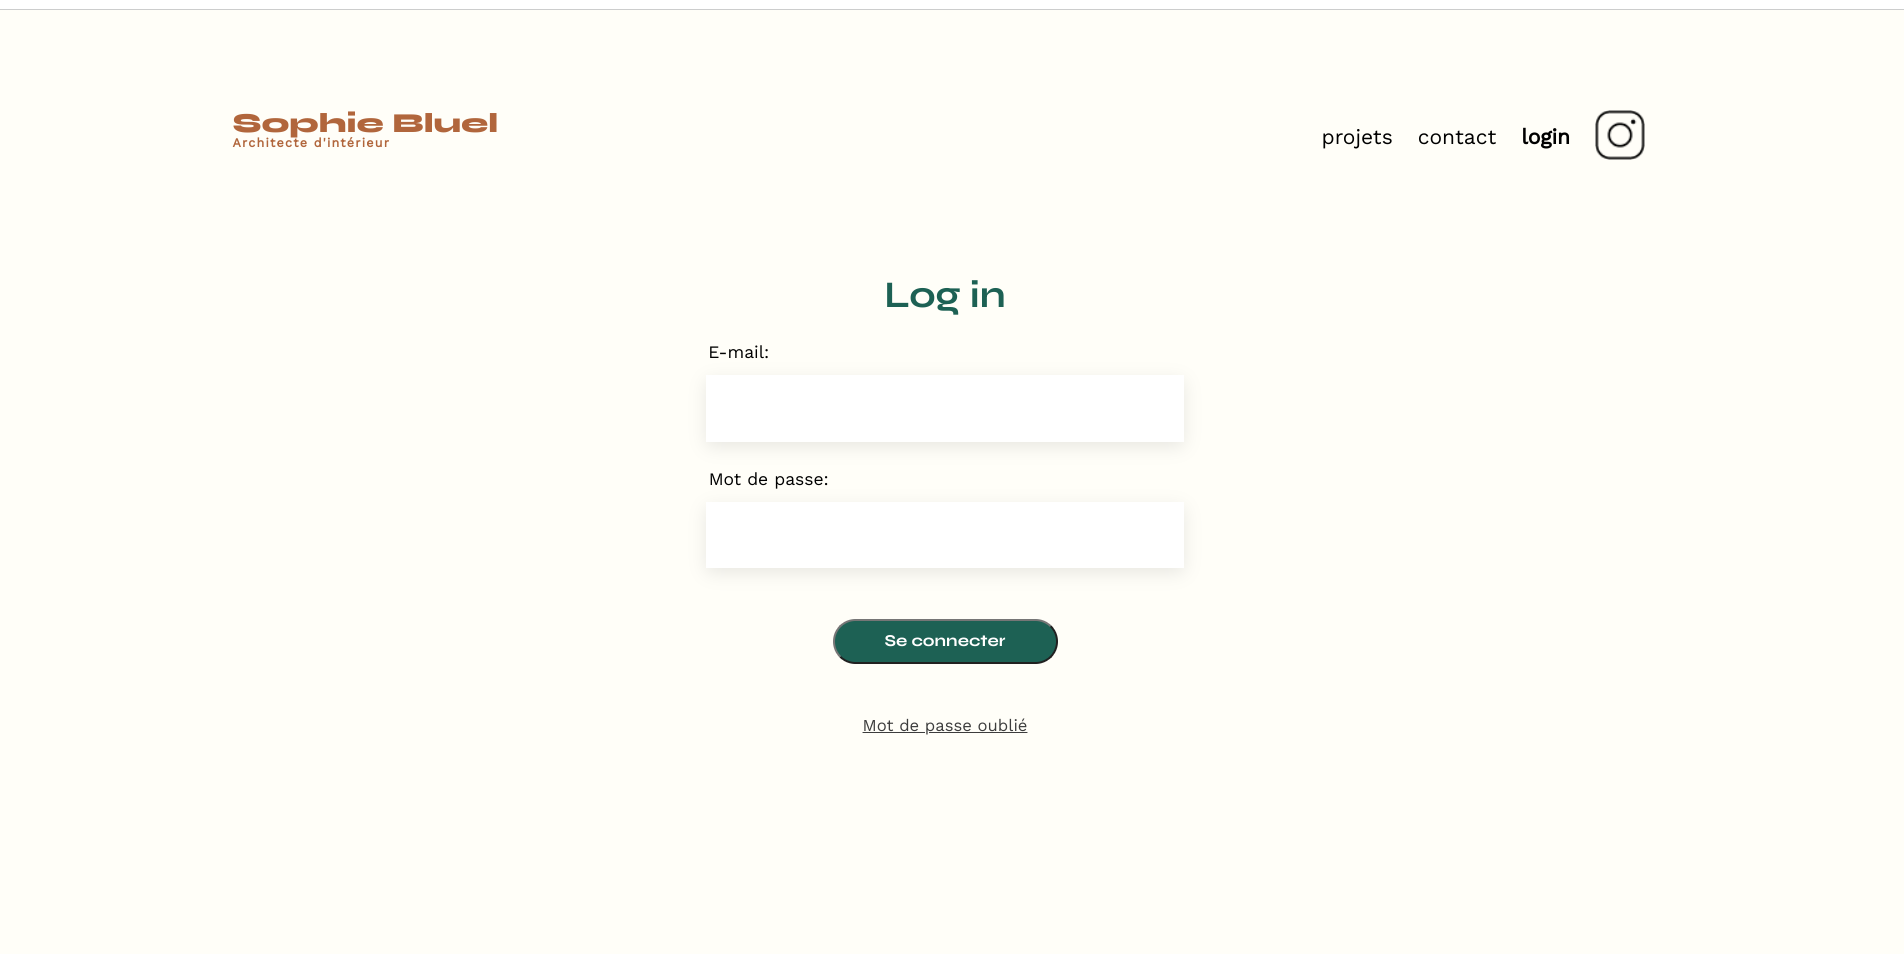 Sophie Bluel
Architecte d'intérieur
projets contact login
Log in
E-mail:
Mot de passe:
Se connecter
Mot de passe oublié